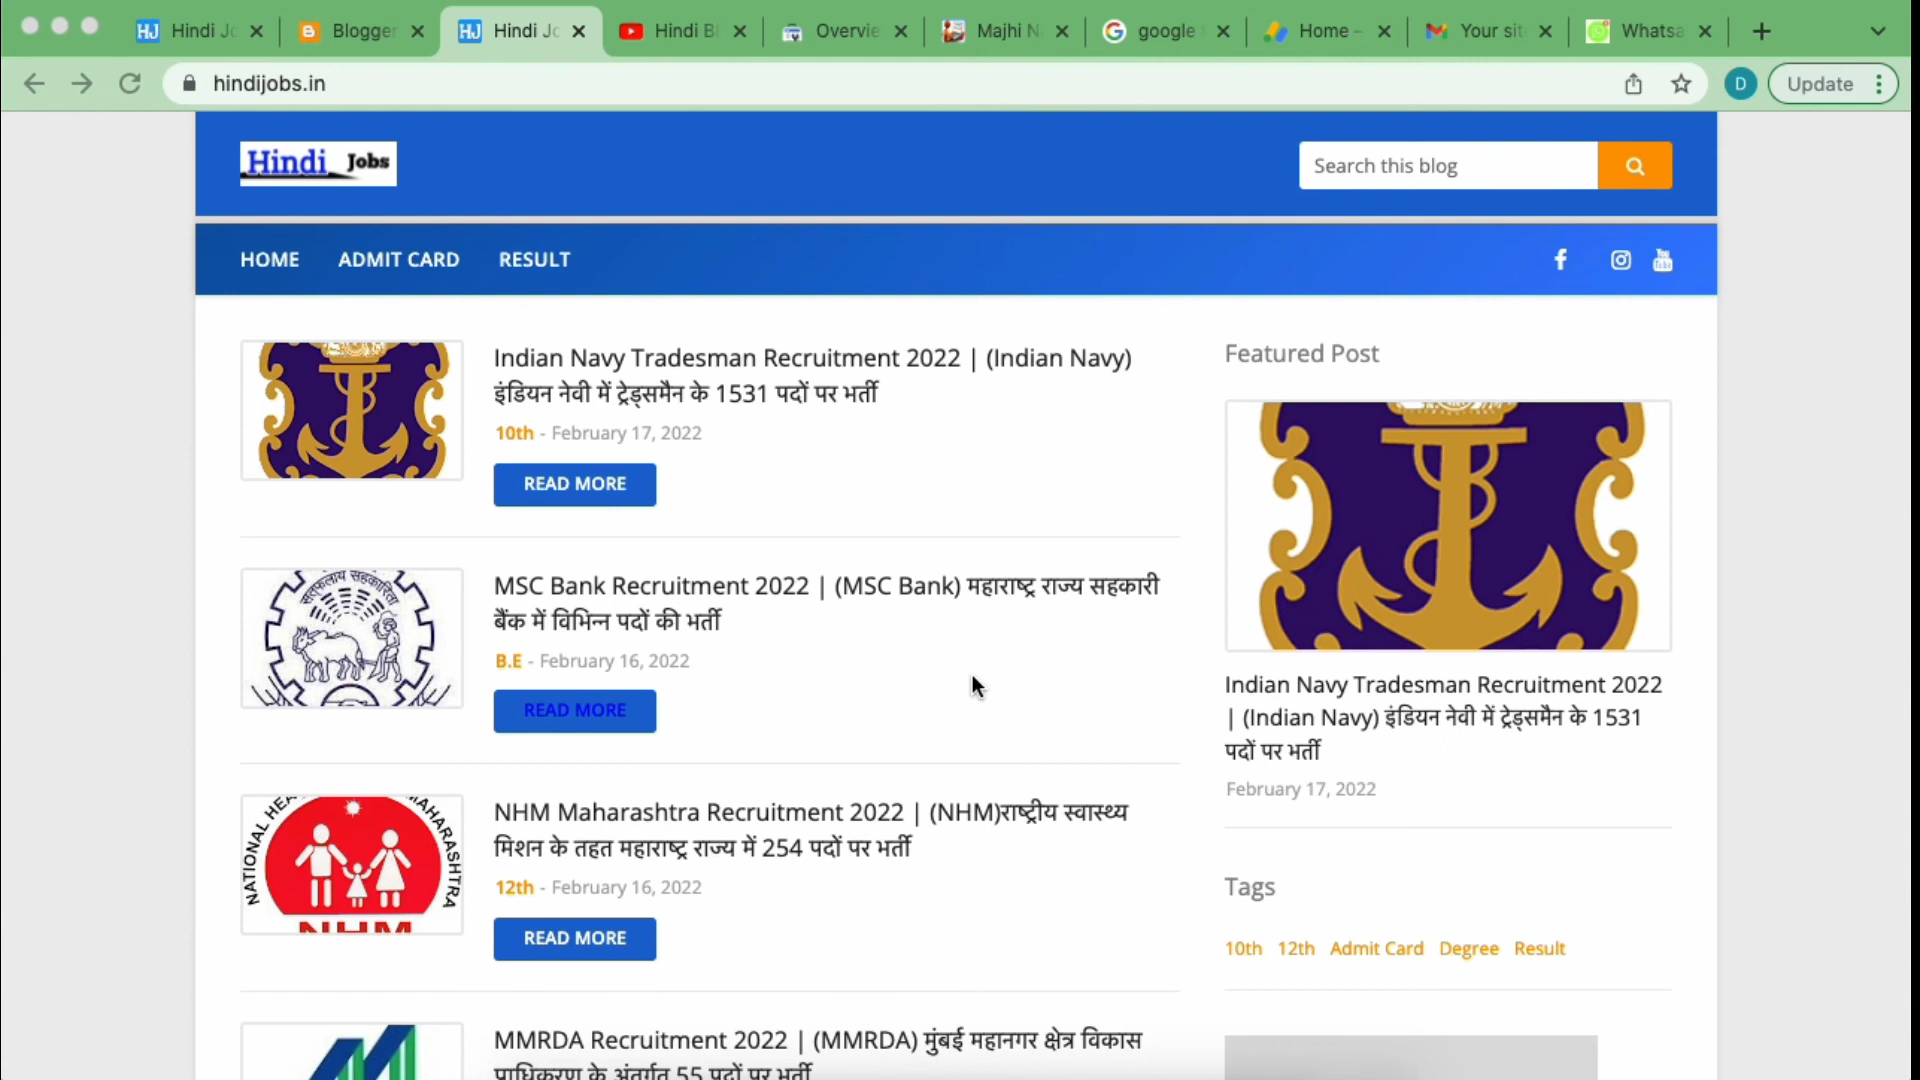 Hindi Jo
Blogger
Hindi Jo
Hindi B
Overvie
Majhi N
google
Home -
Your sit
Whatsa
hindijobs.in
D
Update
Hindi Jobs
Search this blog
HOME ADMIT CARD RESULT
Indian Navy Tradesman Recruitment 2022 | (Indian Navy)
इंडियन नेवी में ट्रेड्समैन के 1531 पदों पर भर्ती
10th - February 17, 2022
READ MORE
MSC Bank Recruitment 2022 | (MSC Bank) महाराष्ट्र राज्य सहकारी
बैंक में विभिन्न पदों की भर्ती
B.E - February 16, 2022
READ MORE
NATIONAL HEA MAHARASHTRA
NHM
NHM Maharashtra Recruitment 2022 | (NHM)राष्ट्रीय स्वास्थ्य
मिशन के तहत महाराष्ट्र राज्य में 254 पदों पर भर्ती
12th - February 16, 2022
READ MORE
MMRDA Recruitment 2022 | (MMRDA) मुंबई महानगर क्षेत्र विकास
प्राधिकरण के अंतर्गत 55 पदों पर भर्ती
Featured Post
Indian Navy Tradesman Recruitment 2022
| (Indian Navy) इंडियन नेवी में ट्रेड्समैन के 1531
पदों पर भर्ती
February 17, 2022
Tags
10th 12th Admit Card Degree Result